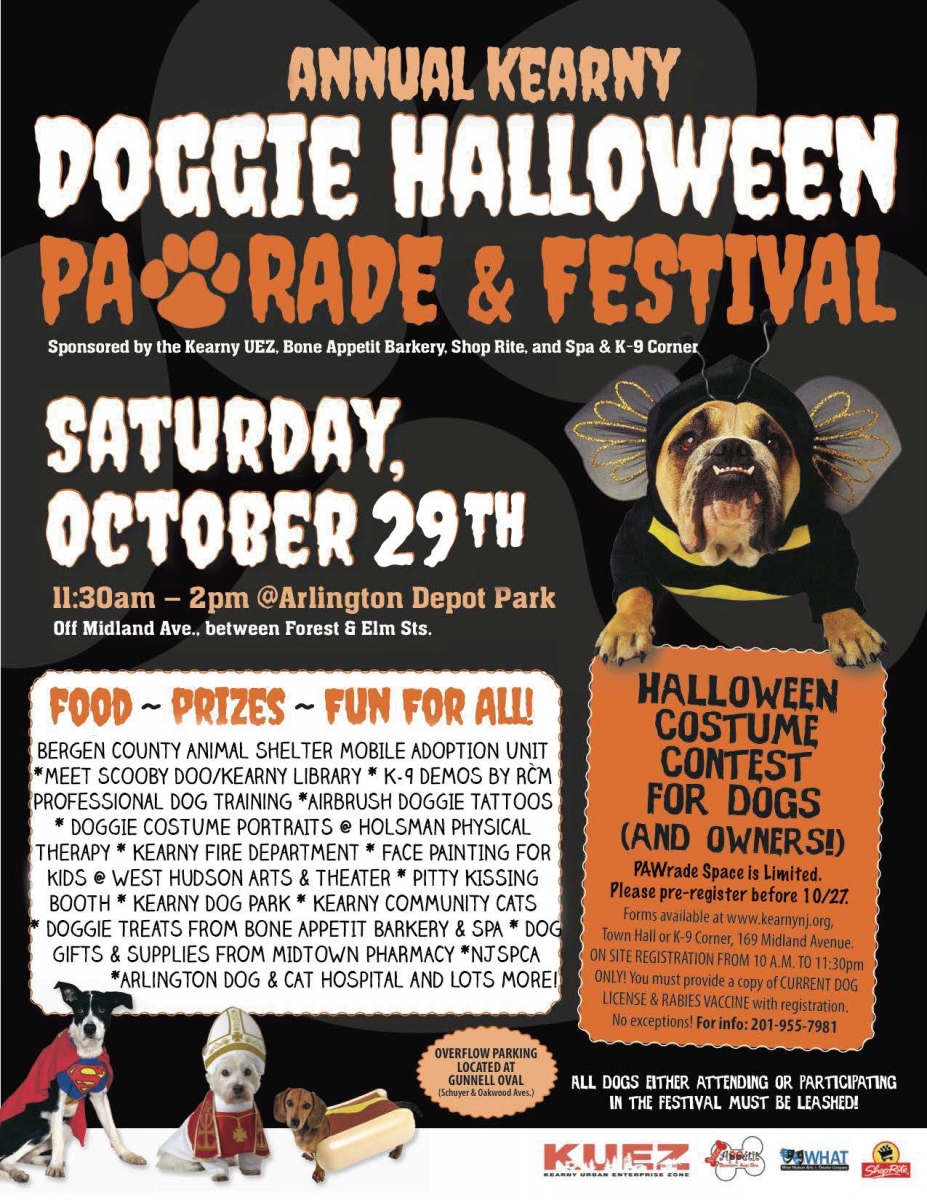 ANNUAL KEARNY
DOGGIE HALLOWEEN
PA RADE & FESTIVAL
Sponsored by the Kearny UEZ, Bone Appetit Barkery, Shop Rite, and Spa & K-9 Corner
SATURDAY,
OCTOBER 29TH
11:30am – 2pm @Arlington Depot Park
Off Midland Ave., between Forest & Elm Sts.
FOOD ~ PRIZES ~ FUN FOR ALL!
BERGEN COUNTY ANIMAL SHELTER MOBILE ADOPTION UNIT
*MEET SCOOBY DOO/KEARNY LIBRARY * K-9 DEMOS BY RCM
PROFESSIONAL DOG TRAINING *AIRBRUSH DOGGIE TATTOOS
* DOGGIE COSTUME PORTRAITS @ HOLSMAN PHYSICAL
THERAPY * KEARNY FIRE DEPARTMENT * FACE PAINTING FOR
KIDS @ WEST HUDSON ARTS & THEATER * PITTY KISSING
BOOTH * KEARNY DOG PARK * KEARNY COMMUNITY CATS
* DOGGIE TREATS FROM BONE APPETIT BARKERY & SPA * DOG
GIFTS & SUPPLIES FROM MIDTOWN PHARMACY *NJSPCA
*ARLINGTON DOG & CAT HOSPITAL AND LOTS MORE!
HALLOWEEN
COSTUME
CONTEST
FOR DOGS
(AND OWNERS!)
PAWrade Space is Limited.
Please pre-register before 10/27.
Forms available at www.kearnynj.org,
Town Hall or K-9 Corner, 169 Midland Avenue.
ON SITE REGISTRATION FROM 10 A.M. TO 11:30pm
ONLY! You must provide a copy of CURRENT DOG
LICENSE & RABIES VACCINE with registration.
No exceptions! For info: 201-955-7981
OVERFLOW PARKING
LOCATED AT
GUNNELL OVAL
(Schuyer & Oakwood Aves.)
ALL DOGS EITHER ATTENDING OR PARTICIPATING
IN THE FESTIVAL MUST BE LEASHED!
KUEZ
KEARNY URBAN ENTERPRISE ZONE
Appétit
WHAT
West Hudson Arts & Theater Company
ShopRite